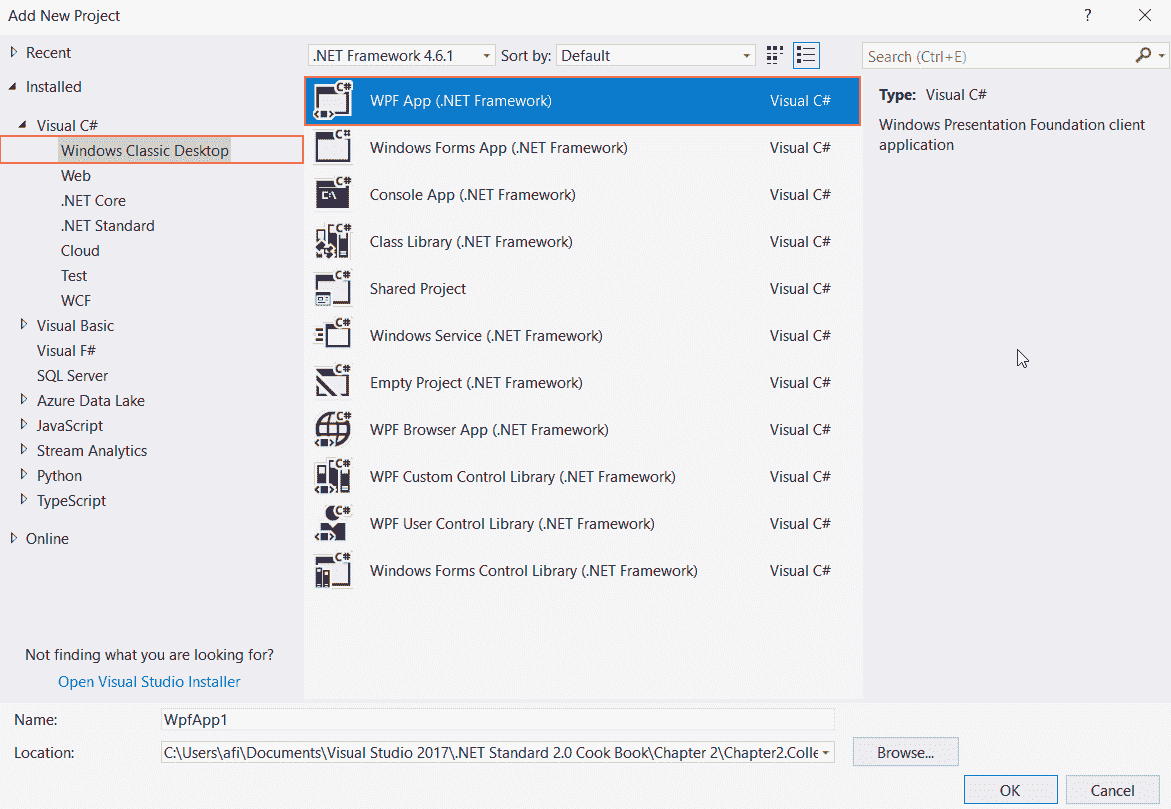 Add New Project
?
Recent
Installed
Visual C#
Windows Classic Desktop
Web
.NET Core
.NET Standard
Cloud
Test
WCF
Visual Basic
Visual F#
SQL Server
Azure Data Lake
JavaScript
Stream Analytics
Python
TypeScript
Online
Not finding what you are looking for?
Open Visual Studio Installer
.NET Framework 4.6.1 Sort by: Default
C# WPF App (.NET Framework) Visual C#
C# Windows Forms App (.NET Framework) Visual C#
C# C:\ Console App (.NET Framework) Visual C#
C# Class Library (.NET Framework) Visual C#
C# Shared Project Visual C#
C# Windows Service (.NET Framework) Visual C#
C# Empty Project (.NET Framework) Visual C#
C# WPF Browser App (.NET Framework) Visual C#
C# WPF Custom Control Library (.NET Framework) Visual C#
C# WPF User Control Library (.NET Framework) Visual C#
C# Windows Forms Control Library (.NET Framework) Visual C#
Search (Ctrl+E)
Type: Visual C#
Windows Presentation Foundation client
application
Name: WpfApp1
Location: C:\Users\afi\Documents\Visual Studio 2017\.NET Standard 2.0 Cook Book\Chapter 2\Chapter2.Colle
Browse...
OK
Cancel